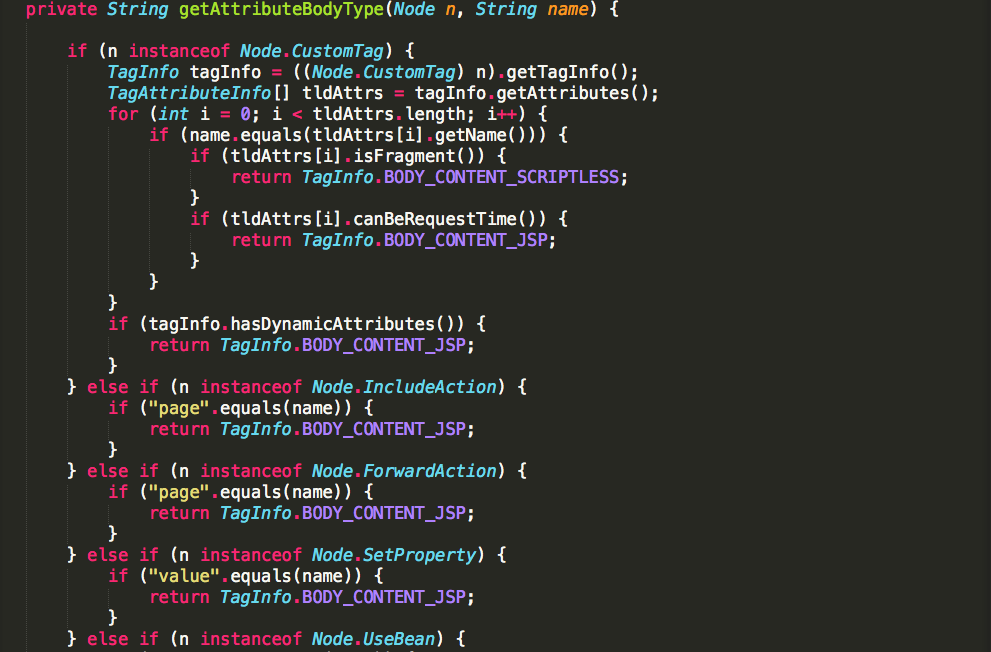 private String getAttributeBodyType(Node n, String name) {
if (n instanceof Node.CustomTag) {
TagInfo tagInfo = ((Node.CustomTag) n).getTagInfo();
TagAttributeInfo[] tldAttrs = tagInfo.getAttributes();
for (int i = 0; i < tldAttrs.length; i++) {
if (name.equals(tldAttrs[i].getName())) {
if (tldAttrs[i].isFragment()) {
return TagInfo.BODY_CONTENT_SCRIPTLESS;
}
if (tldAttrs[i].canBeRequestTime()) {
return TagInfo.BODY_CONTENT_JSP;
}
}
}
if (tagInfo.hasDynamicAttributes()) {
return TagInfo.BODY_CONTENT_JSP;
}
} else if (n instanceof Node.IncludeAction) {
if ("page".equals(name)) {
return TagInfo.BODY_CONTENT_JSP;
}
} else if (n instanceof Node.ForwardAction) {
if ("page".equals(name)) {
return TagInfo.BODY_CONTENT_JSP;
}
} else if (n instanceof Node.SetProperty) {
if ("value".equals(name)) {
return TagInfo.BODY_CONTENT_JSP;
}
} else if (n instanceof Node.UseBean) {